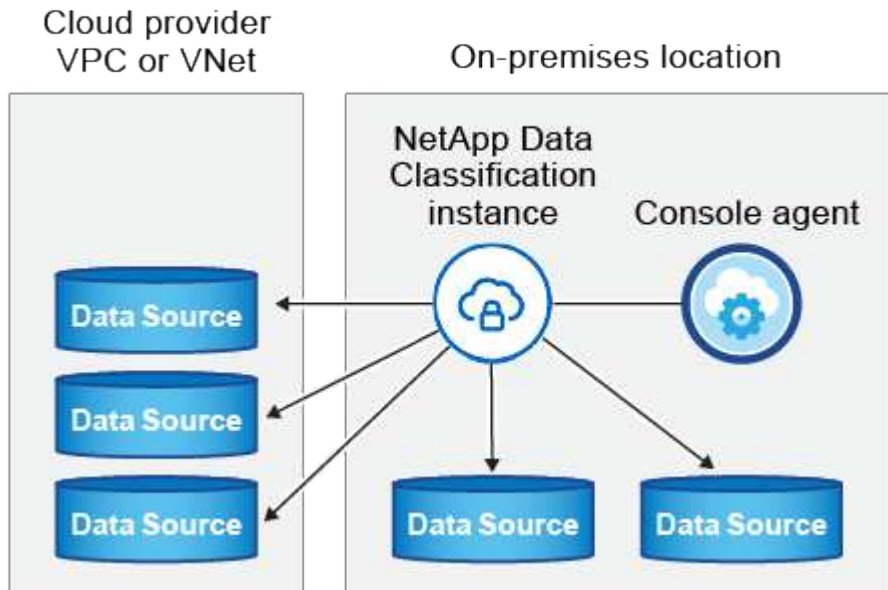 Cloud provider
VPC or VNet
On-premises location
NetApp Data
Classification
instance
Console agent
Data Source
Data Source
Data Source
Data Source
Data Source